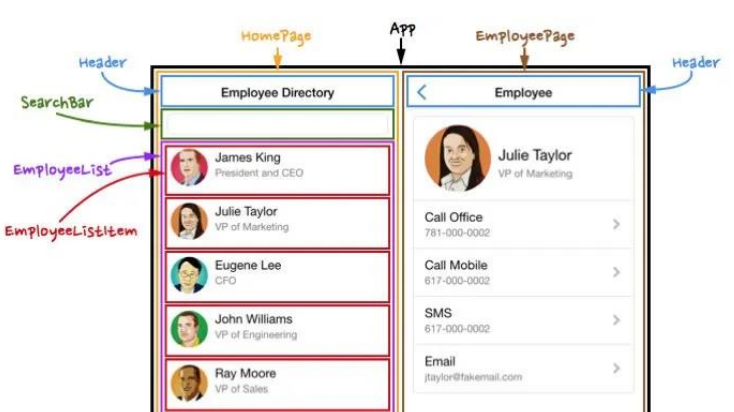 App
HomePage
EmployeePage
Header
Header
SearchBar
EmployeeList
EmployeeListItem
Employee Directory
James King
President and CEO
Julie Taylor
VP of Marketing
Eugene Lee
CFO
John Williams
VP of Engineering
Ray Moore
VP of Sales
Employee
Julie Taylor
VP of Marketing
Call Office
781-000-0002
Call Mobile
617-000-0002
SMS
617-000-0002
Email
jtaylor@fakemail.com